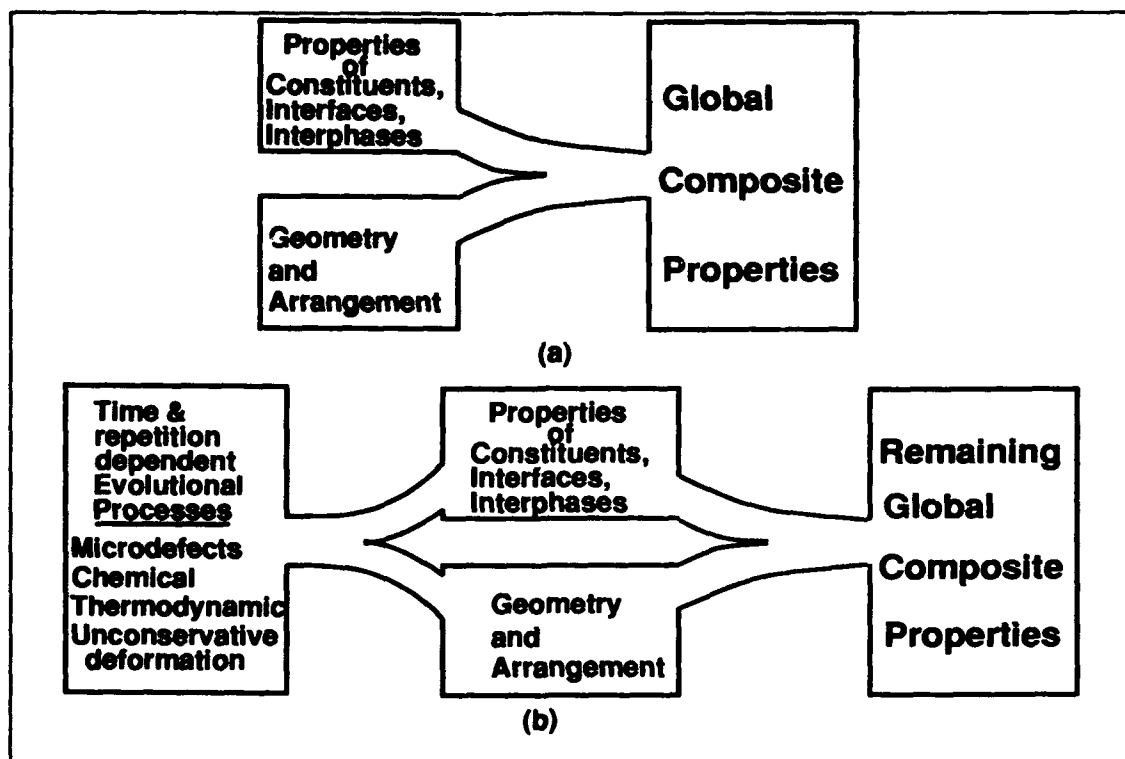 Properties
of
Constituents,
Interfaces,
Interphases
Geometry
and
Arrangement
Global
Composite
Properties
(a)
Time &
repetition
dependent
Evolutional
Processes
Microdefects
Chemical
Thermodynamic
Unconservative
deformation
Properties
of
Constituents,
Interfaces,
Interphases
Geometry
and
Arrangement
Remaining
Global
Composite
Properties
(b)